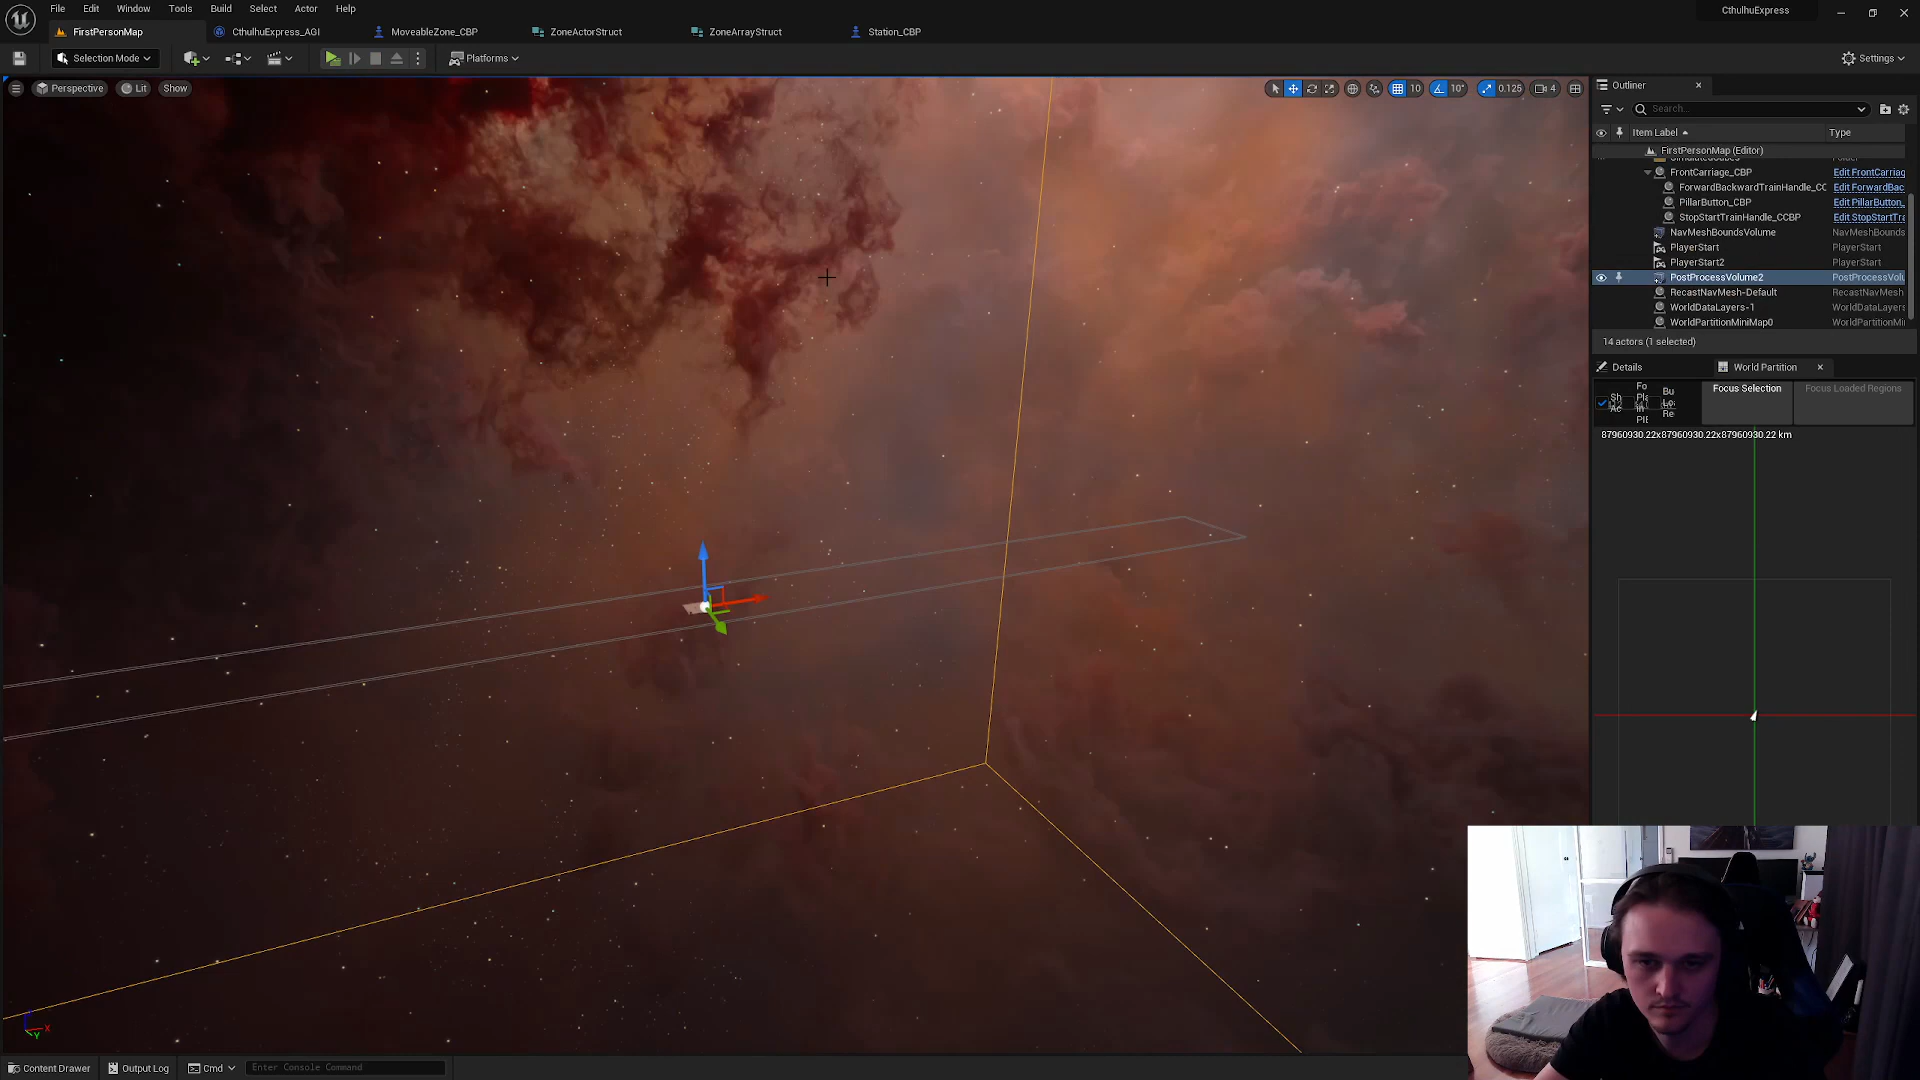 File Edit Window Tools Build Select Actor Help
CthulhuExpress
FirstPersonMap CthulhuExpress_AGI MoveableZone_CBP ZoneActorStruct ZoneArrayStruct Station_CBP
Selection Mode Platforms Settings
Perspective Lit Show 10 10° 0.125 4
Outliner
Search...
Item Label Type
FirstPersonMap (Editor)
FrontCarriage_CBP Edit FrontCarriag
ForwardBackwardTrainHandle_CC Edit ForwardBac
PillarButton_CBP Edit PillarButton_
StopStartTrainHandle_CCBP Edit StopStartTra
NavMeshBoundsVolume NavMeshBounds
PlayerStart PlayerStart
PlayerStart2 PlayerStart
PostProcessVolume2 PostProcessVolu
RecastNavMesh-Default RecastNavMesh
WorldDataLayers-1 WorldDataLayers
WorldPartitionMiniMap0 WorldPartitionMi
14 actors (1 selected)
Details World Partition
Focus Selection Focus Loaded Regions
87960930.22x87960930.22x87960930.22 km
X
Y
Content Drawer Output Log Cmd Enter Console Command